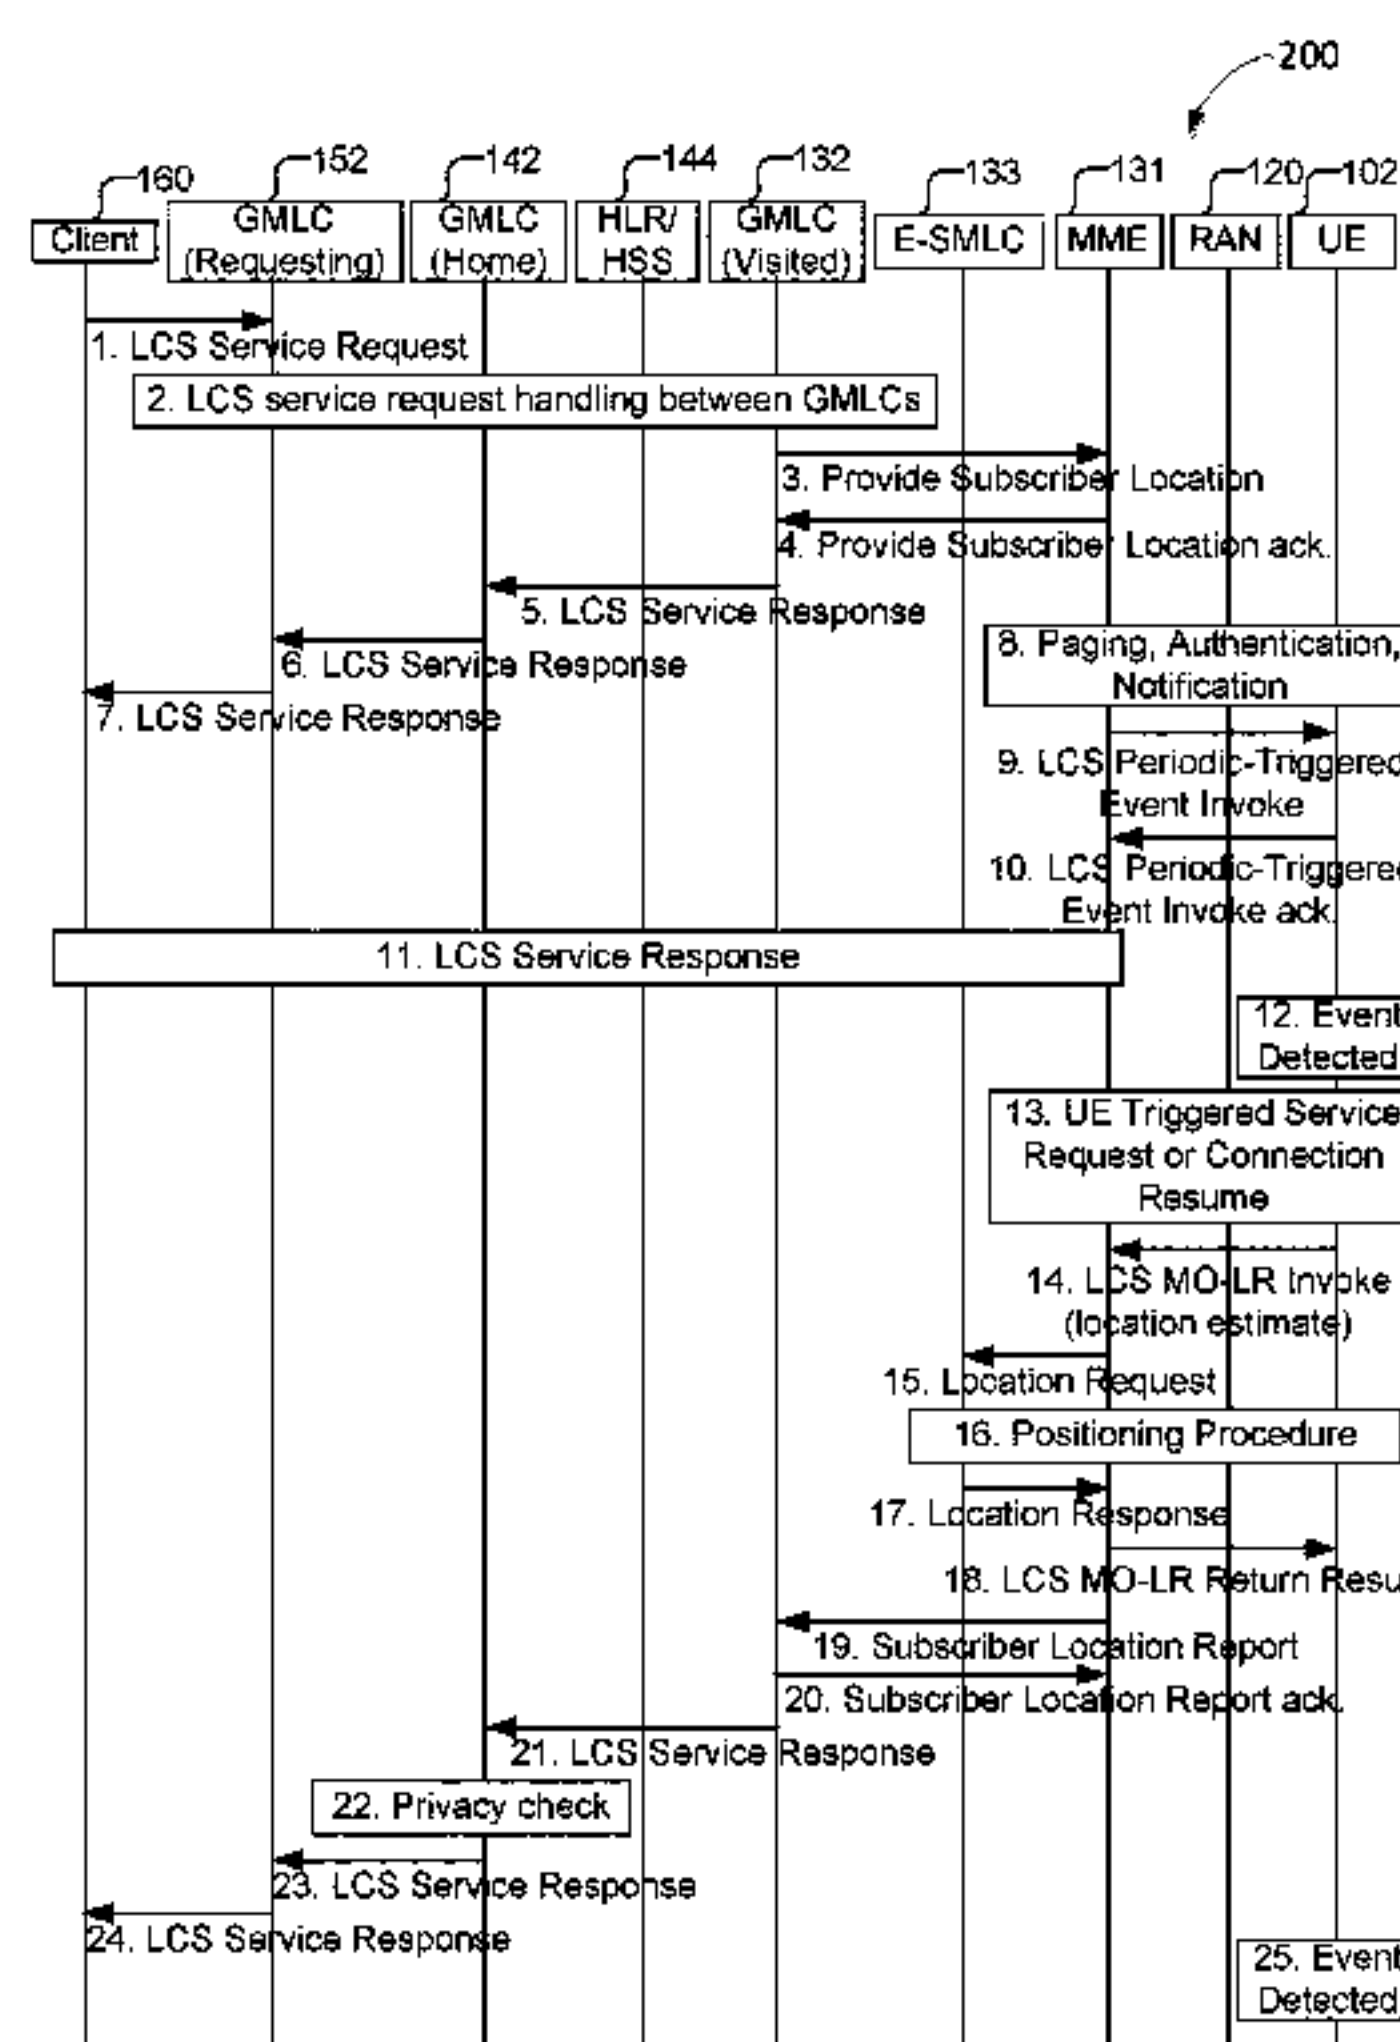 200
160
152
142
144
132
133
131
120
102
Client
GMLC
(Requesting)
GMLC
(Home)
HLR/
HSS
GMLC
(Visited)
E-SMLC
MME
RAN
UE
1. LCS Service Request
2. LCS service request handling between GMLCs
3. Provide Subscriber Location
4. Provide Subscriber Location ack.
5. LCS Service Response
6. LCS Service Response
7. LCS Service Response
8. Paging, Authentication,
Notification
9. LCS Periodic-Triggered
Event Invoke
10. LCS Periodic-Triggered
Event Invoke ack.
11. LCS Service Response
12. Event
Detected
13. UE Triggered Service
Request or Connection
Resume
14. LCS MO-LR Invoke
(location estimate)
15. Location Request
16. Positioning Procedure
17. Location Response
18. LCS MO-LR Return Resu
19. Subscriber Location Report
20. Subscriber Location Report ack.
21. LCS Service Response
22. Privacy check
23. LCS Service Response
24. LCS Service Response
25. Event
Detected